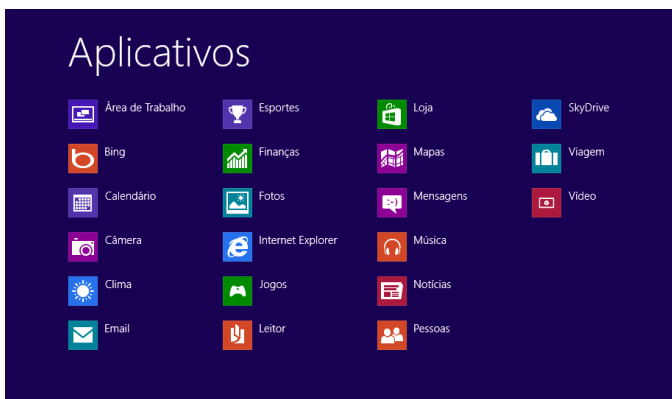 Aplicativos
Área de Trabalho
Bing
Calendário
Câmera
Clima
Email
Esportes
Finanças
Fotos
Internet Explorer
Jogos
Leitor
Loja
Mapas
Mensagens
Música
Notícias
Pessoas
SkyDrive
Viagem
Vídeo